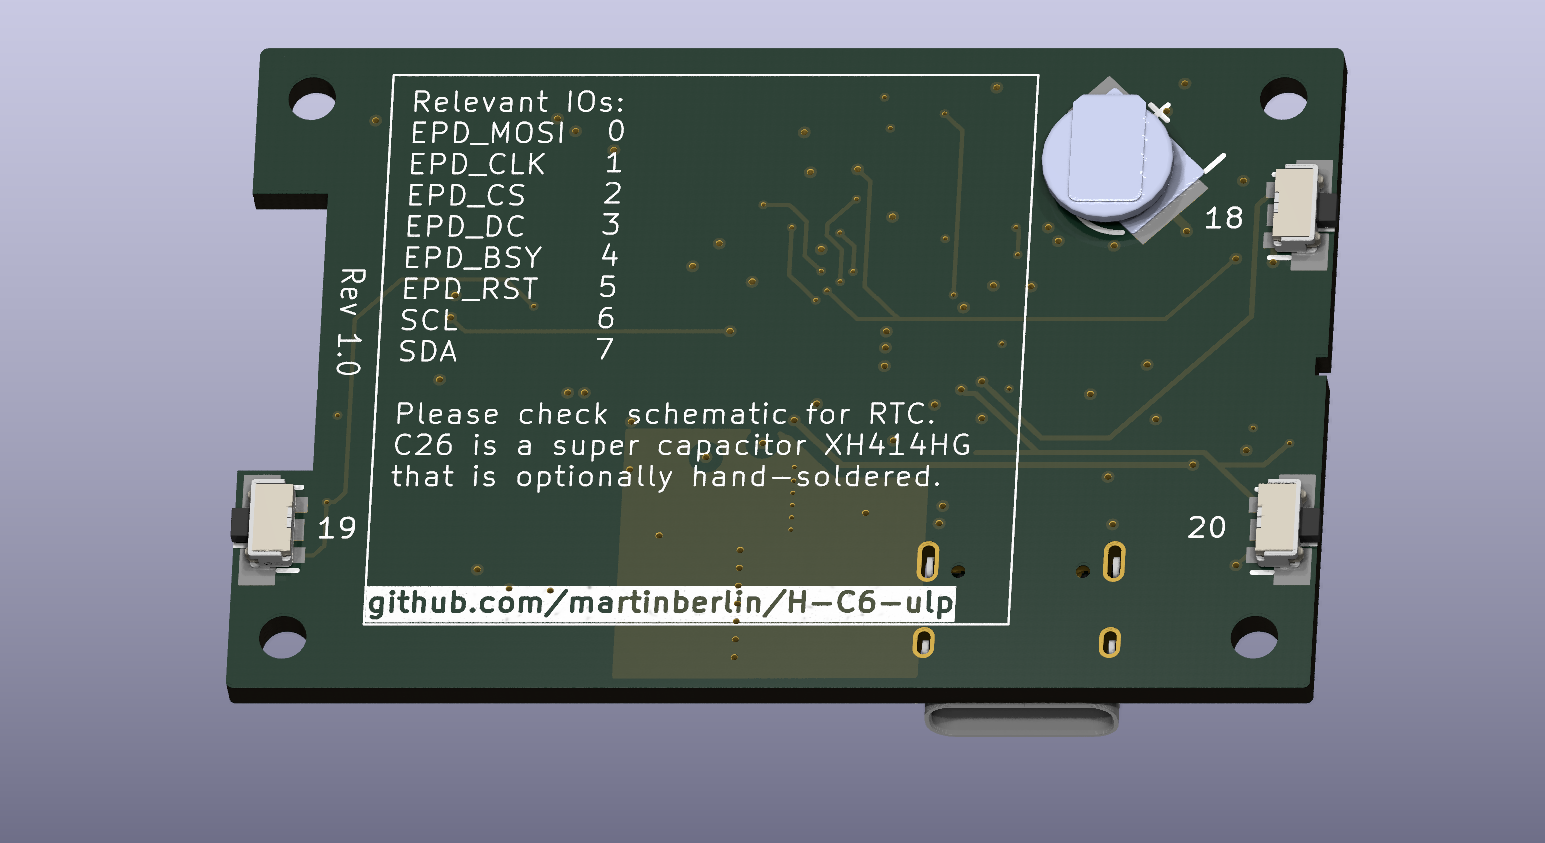 Relevant IOs:
EPD_MOSI 0
EPD_CLK 1
EPD_CS 2
EPD_DC 3
EPD_BSY 4
EPD_RST 5
SCL 6
SDA 7
Please check schematic for RTC.
C26 is a super capacitor XH414HG
that is optionally hand-soldered.
github.com/martinberlin/H-C6-ulp
Rev 1.0
+
18
19
20